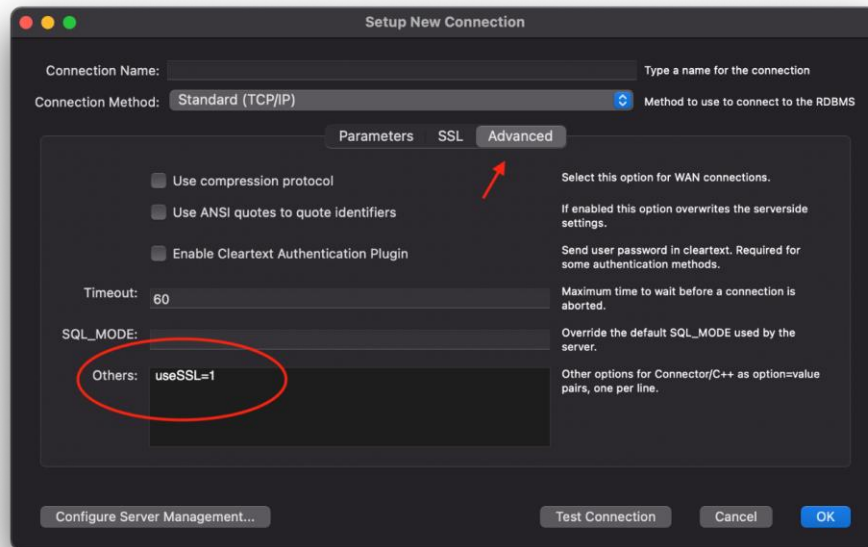 Setup New Connection
Connection Name:
Type a name for the connection
Connection Method:
Standard (TCP/IP)
Method to use to connect to the RDBMS
Parameters
SSL
Advanced
Use compression protocol
Select this option for WAN connections.
Use ANSI quotes to quote identifiers
If enabled this option overwrites the serverside
settings.
Enable Cleartext Authentication Plugin
Send user password in cleartext. Required for
some authentication methods.
Timeout:
60
Maximum time to wait before a connection is
aborted.
SQL_MODE:
Override the default SQL_MODE used by the
server.
Others:
useSSL=1
Other options for Connector/C++ as option=value
pairs, one per line.
Configure Server Management...
Test Connection
Cancel
OK